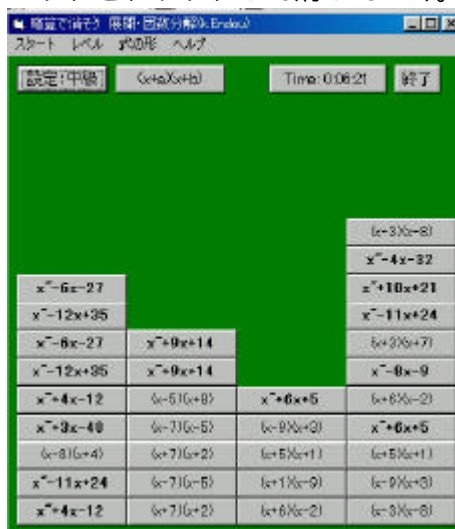 暗算で消そう 展開・因数分解(k.Endou)
スタート レベル 式の形 ヘルプ
設定:中級 (x+a)(x+b) Time: 0:06:21 終了
(x-3)(x-8)
x²-4x-32
x²-6x-27 x²+10x+21
x²-12x+35 x²-11x+24
x²-6x-27 x²+9x+14 (x+3)(x+7)
x²-12x+35 x²+9x+14 x²-8x-9
x²+4x-12 (x-5)(x+8) x²+6x+5 (x+6)(x-2)
x²+3x-40 (x-7)(x-5) (x-9)(x+3) x²+6x+5
(x-8)(x+4) (x+7)(x+2) (x+5)(x+1) (x+5)(x+1)
x²-11x+24 (x-7)(x-5) (x+1)(x-9) (x-9)(x+3)
x²+4x-12 (x+7)(x+2) (x+6)(x-2) (x-3)(x-8)